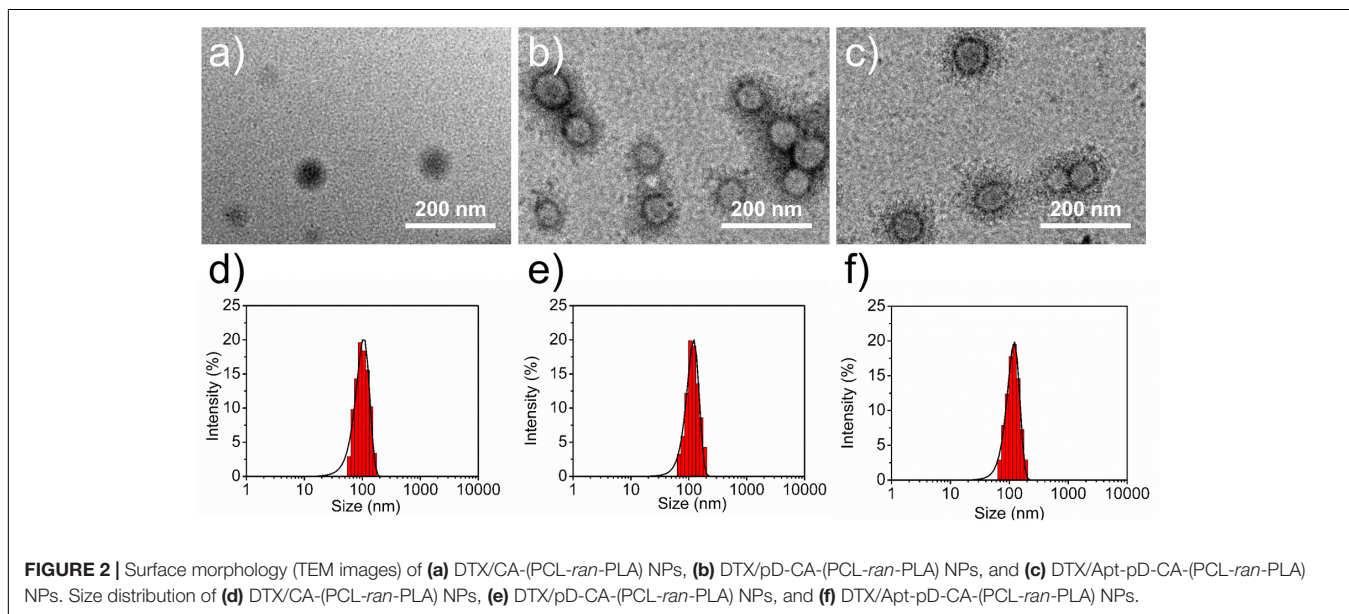 a)
b)
c)
200 nm
200 nm
200 nm
d)
e)
f)
25
20
15
10
5
0
Intensity (%)
1 10 100 1000 10000
Size (nm)
25
20
15
10
5
0
Intensity (%)
1 10 100 1000 10000
Size (nm)
25
20
15
10
5
0
Intensity (%)
1 10 100 1000 10000
Size (nm)
FIGURE 2 | Surface morphology (TEM images) of (a) DTX/CA-(PCL-ran-PLA) NPs, (b) DTX/pD-CA-(PCL-ran-PLA) NPs, and (c) DTX/Apt-pD-CA-(PCL-ran-PLA)
NPs. Size distribution of (d) DTX/CA-(PCL-ran-PLA) NPs, (e) DTX/pD-CA-(PCL-ran-PLA) NPs, and (f) DTX/Apt-pD-CA-(PCL-ran-PLA) NPs.